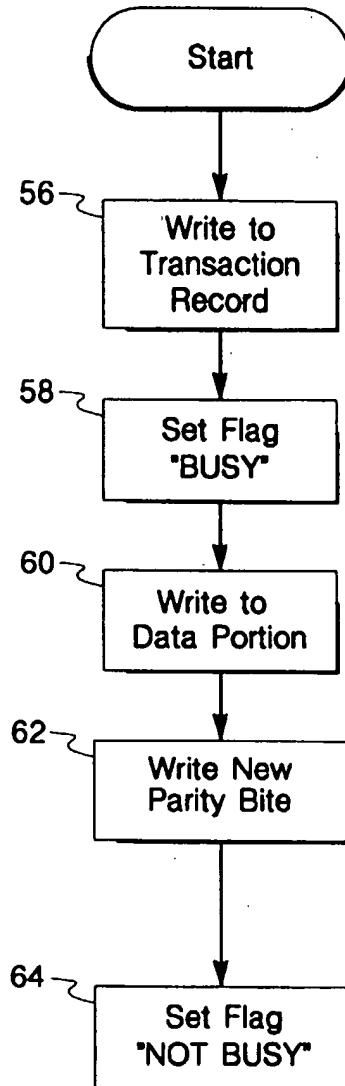 Start
56
Write to
Transaction
Record
58
Set Flag
"BUSY"
60
Write to
Data Portion
62
Write New
Parity Bite
64
Set Flag
"NOT BUSY"